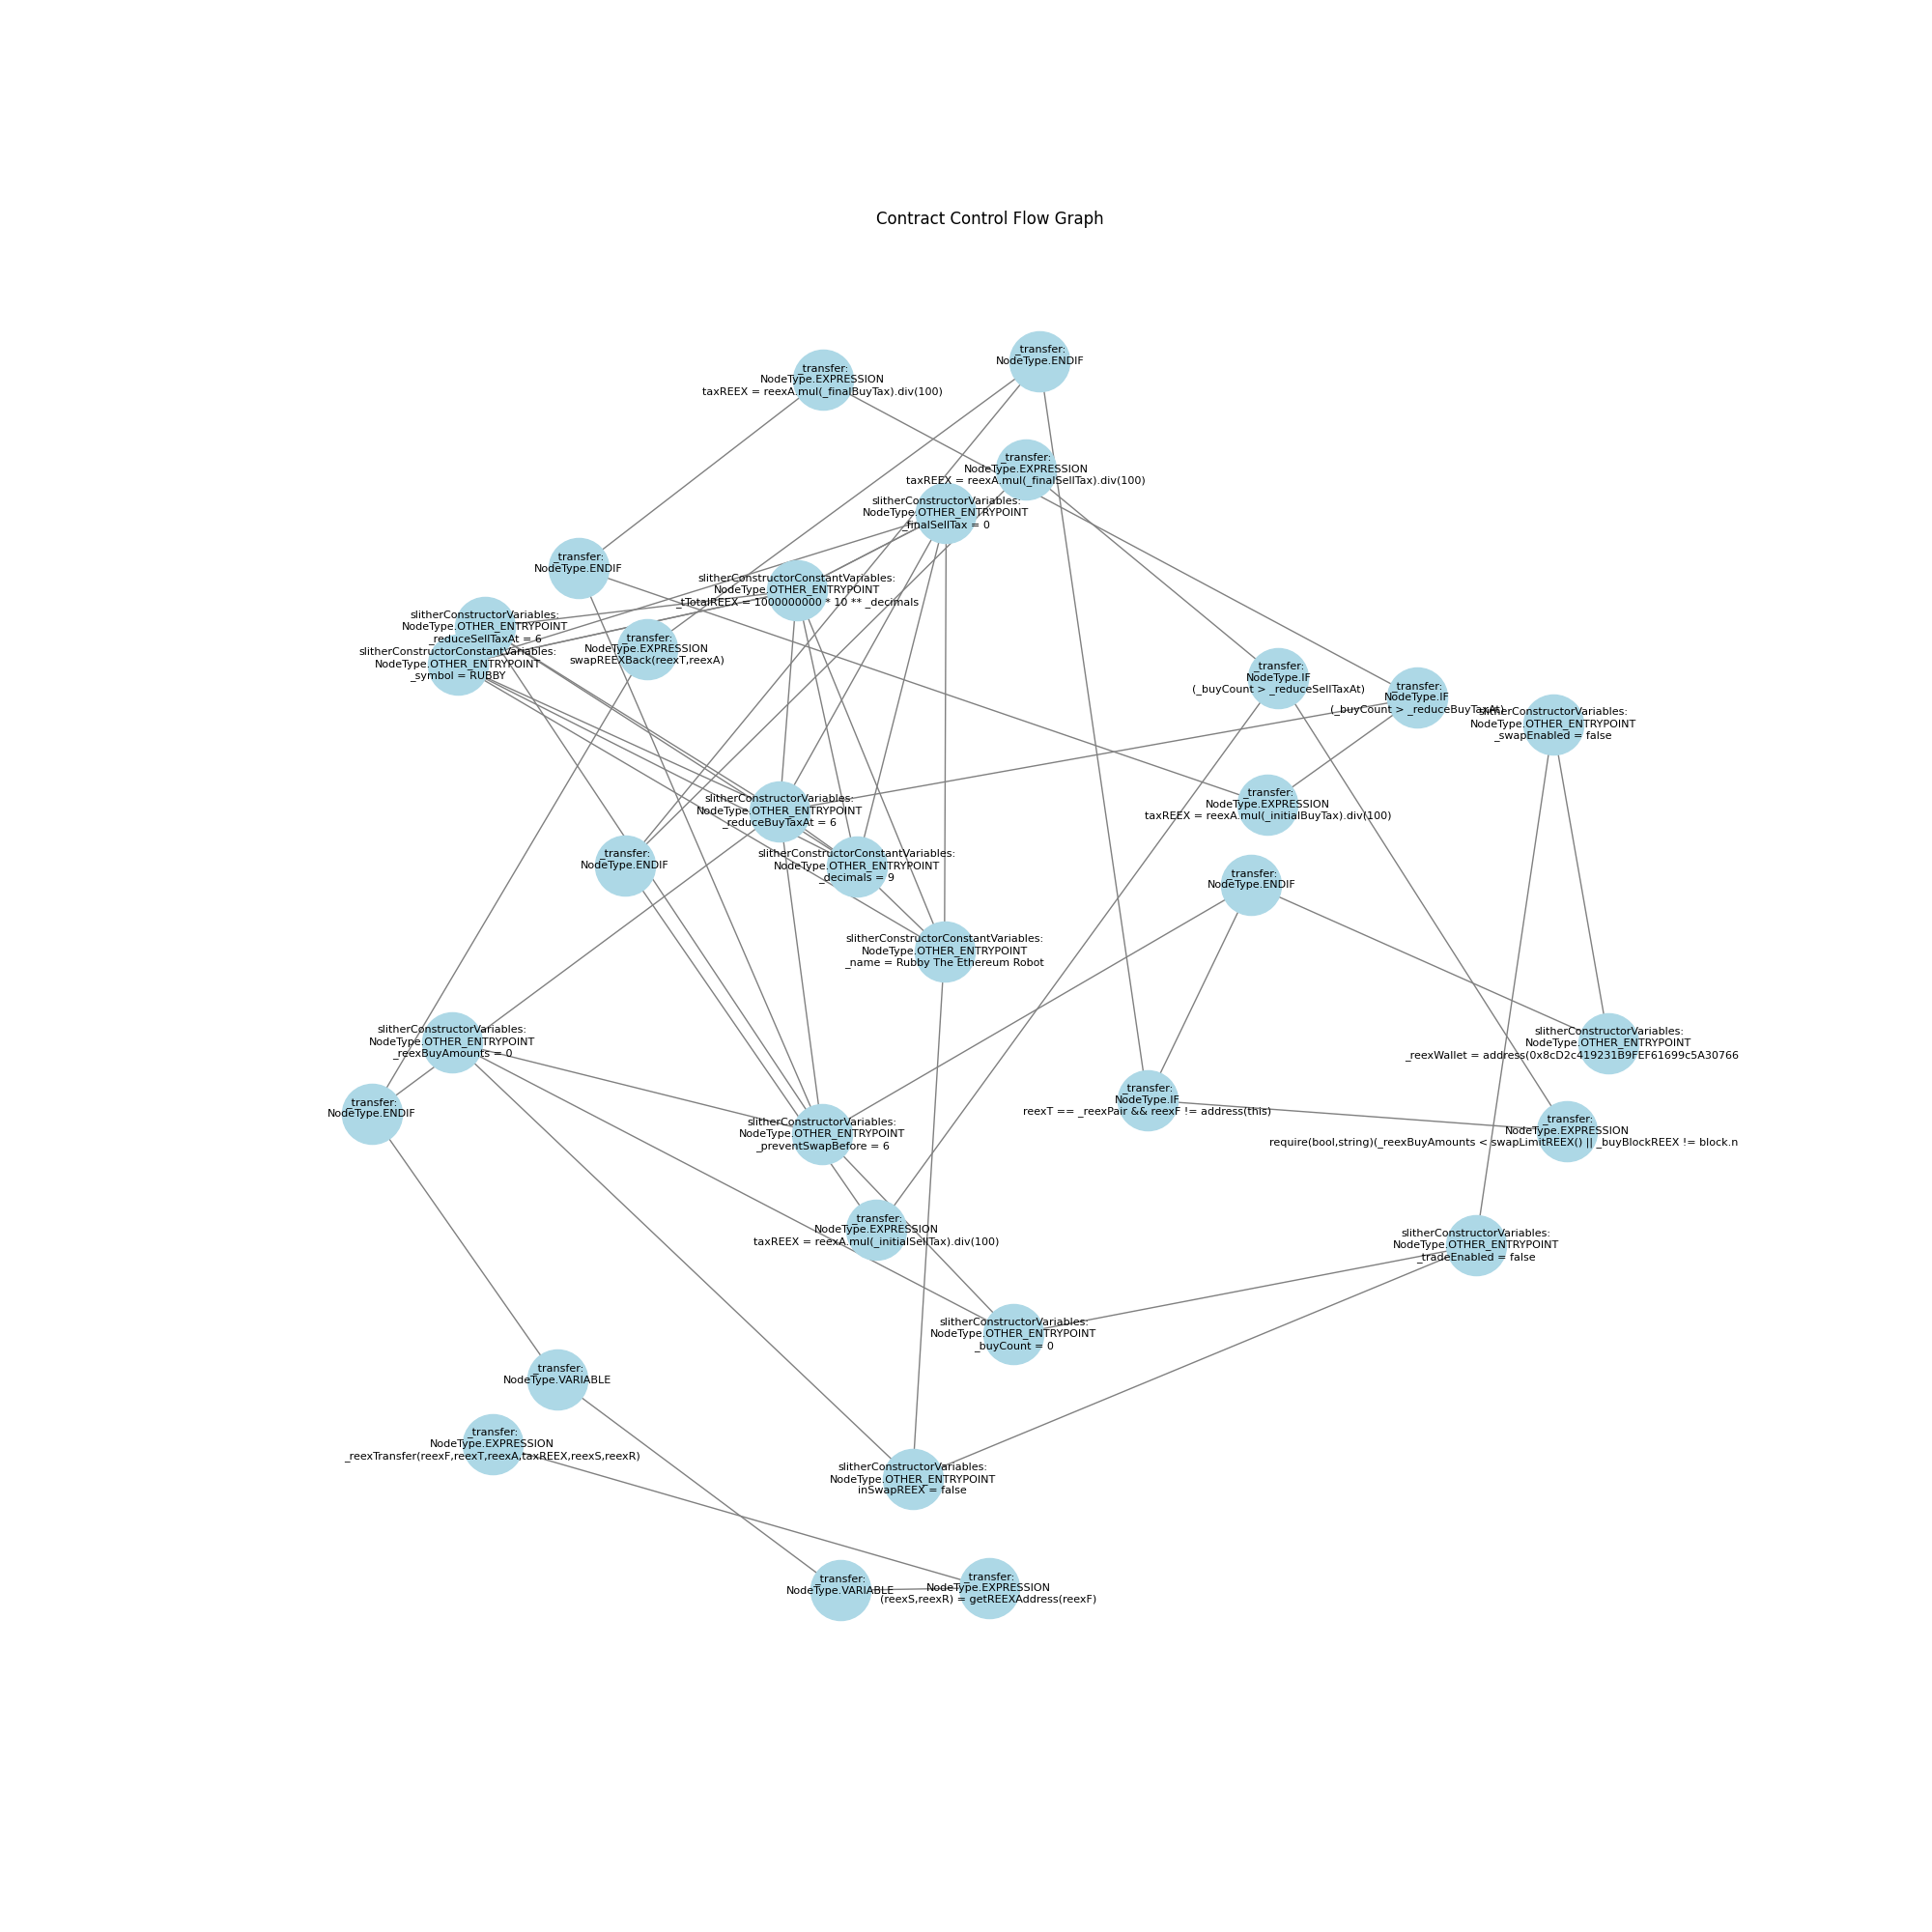 Contract Control Flow Graph
_transfer:
NodeType.ENDIF
_transfer:
NodeType.EXPRESSION
taxREEX = reexA.mul(_finalBuyTax).div(100)
_transfer:
NodeType.EXPRESSION
taxREEX = reexA.mul(_finalSellTax).div(100)
slitherConstructorVariables:
NodeType.OTHER_ENTRYPOINT
_finalSellTax = 0
_transfer:
NodeType.ENDIF
slitherConstructorConstantVariables:
NodeType.OTHER_ENTRYPOINT
_tTotalREEX = 1000000000 * 10 ** _decimals
slitherConstructorVariables:
NodeType.OTHER_ENTRYPOINT
_reduceSellTaxAt = 6
slitherConstructorConstantVariables:
NodeType.OTHER_ENTRYPOINT
_symbol = RUBBY
_transfer:
NodeType.EXPRESSION
swapREEXBack(reexT,reexA)
_transfer:
NodeType.IF
(_buyCount > _reduceSellTaxAt)
_transfer:
NodeType.IF
(_buyCount > _reduceBuyTaxAt)
slitherConstructorVariables:
NodeType.OTHER_ENTRYPOINT
_swapEnabled = false
slitherConstructorVariables:
NodeType.OTHER_ENTRYPOINT
_reduceBuyTaxAt = 6
_transfer:
NodeType.EXPRESSION
taxREEX = reexA.mul(_initialBuyTax).div(100)
_transfer:
NodeType.ENDIF
slitherConstructorConstantVariables:
NodeType.OTHER_ENTRYPOINT
_decimals = 9
_transfer:
NodeType.ENDIF
slitherConstructorConstantVariables:
NodeType.OTHER_ENTRYPOINT
_name = Rubby The Ethereum Robot
slitherConstructorVariables:
NodeType.OTHER_ENTRYPOINT
_reexBuyAmounts = 0
slitherConstructorVariables:
NodeType.OTHER_ENTRYPOINT
_reexWallet = address(0x8cD2c419231B9FEF61699c5A30766
_transfer:
NodeType.ENDIF
_transfer:
NodeType.IF
reexT == _reexPair && reexF != address(this)
_transfer:
NodeType.EXPRESSION
require(bool,string)(_reexBuyAmounts < swapLimitREEX() || _buyBlockREEX != block.n
slitherConstructorVariables:
NodeType.OTHER_ENTRYPOINT
_preventSwapBefore = 6
_transfer:
NodeType.EXPRESSION
taxREEX = reexA.mul(_initialSellTax).div(100)
slitherConstructorVariables:
NodeType.OTHER_ENTRYPOINT
_tradeEnabled = false
slitherConstructorVariables:
NodeType.OTHER_ENTRYPOINT
_buyCount = 0
_transfer:
NodeType.VARIABLE
_transfer:
NodeType.EXPRESSION
_reexTransfer(reexF,reexT,reexA,taxREEX,reexS,reexR)
slitherConstructorVariables:
NodeType.OTHER_ENTRYPOINT
inSwapREEX = false
_transfer:
NodeType.VARIABLE
_transfer:
NodeType.EXPRESSION
(reexS,reexR) = getREEXAddress(reexF)